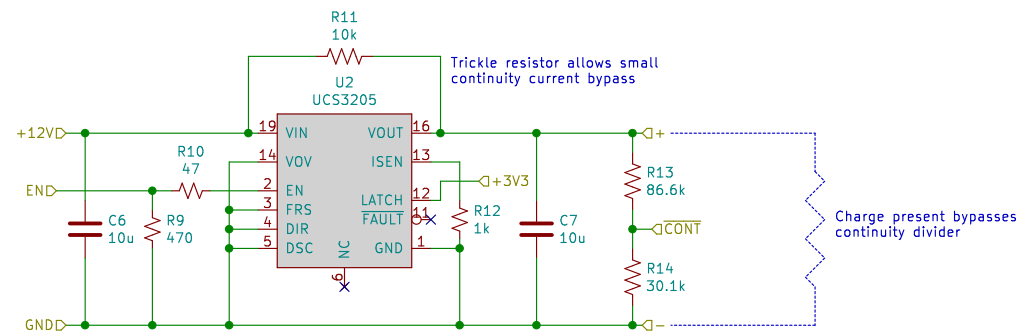 R11
10k
Trickle resistor allows small
continuity current bypass
U2
UCS3205
+12V
19
VIN
VOUT
16
+
14
VOV
ISEN
13
R10
47
EN
2
EN
LATCH
12
+3V3
R13
86.6k
3
FRS
FAULT
11
R12
1k
Charge present bypasses
continuity divider
C6
10u
R9
470
4
DIR
C7
10u
CONT
5
DSC
NC
GND
1
6
R14
30.1k
GND
-